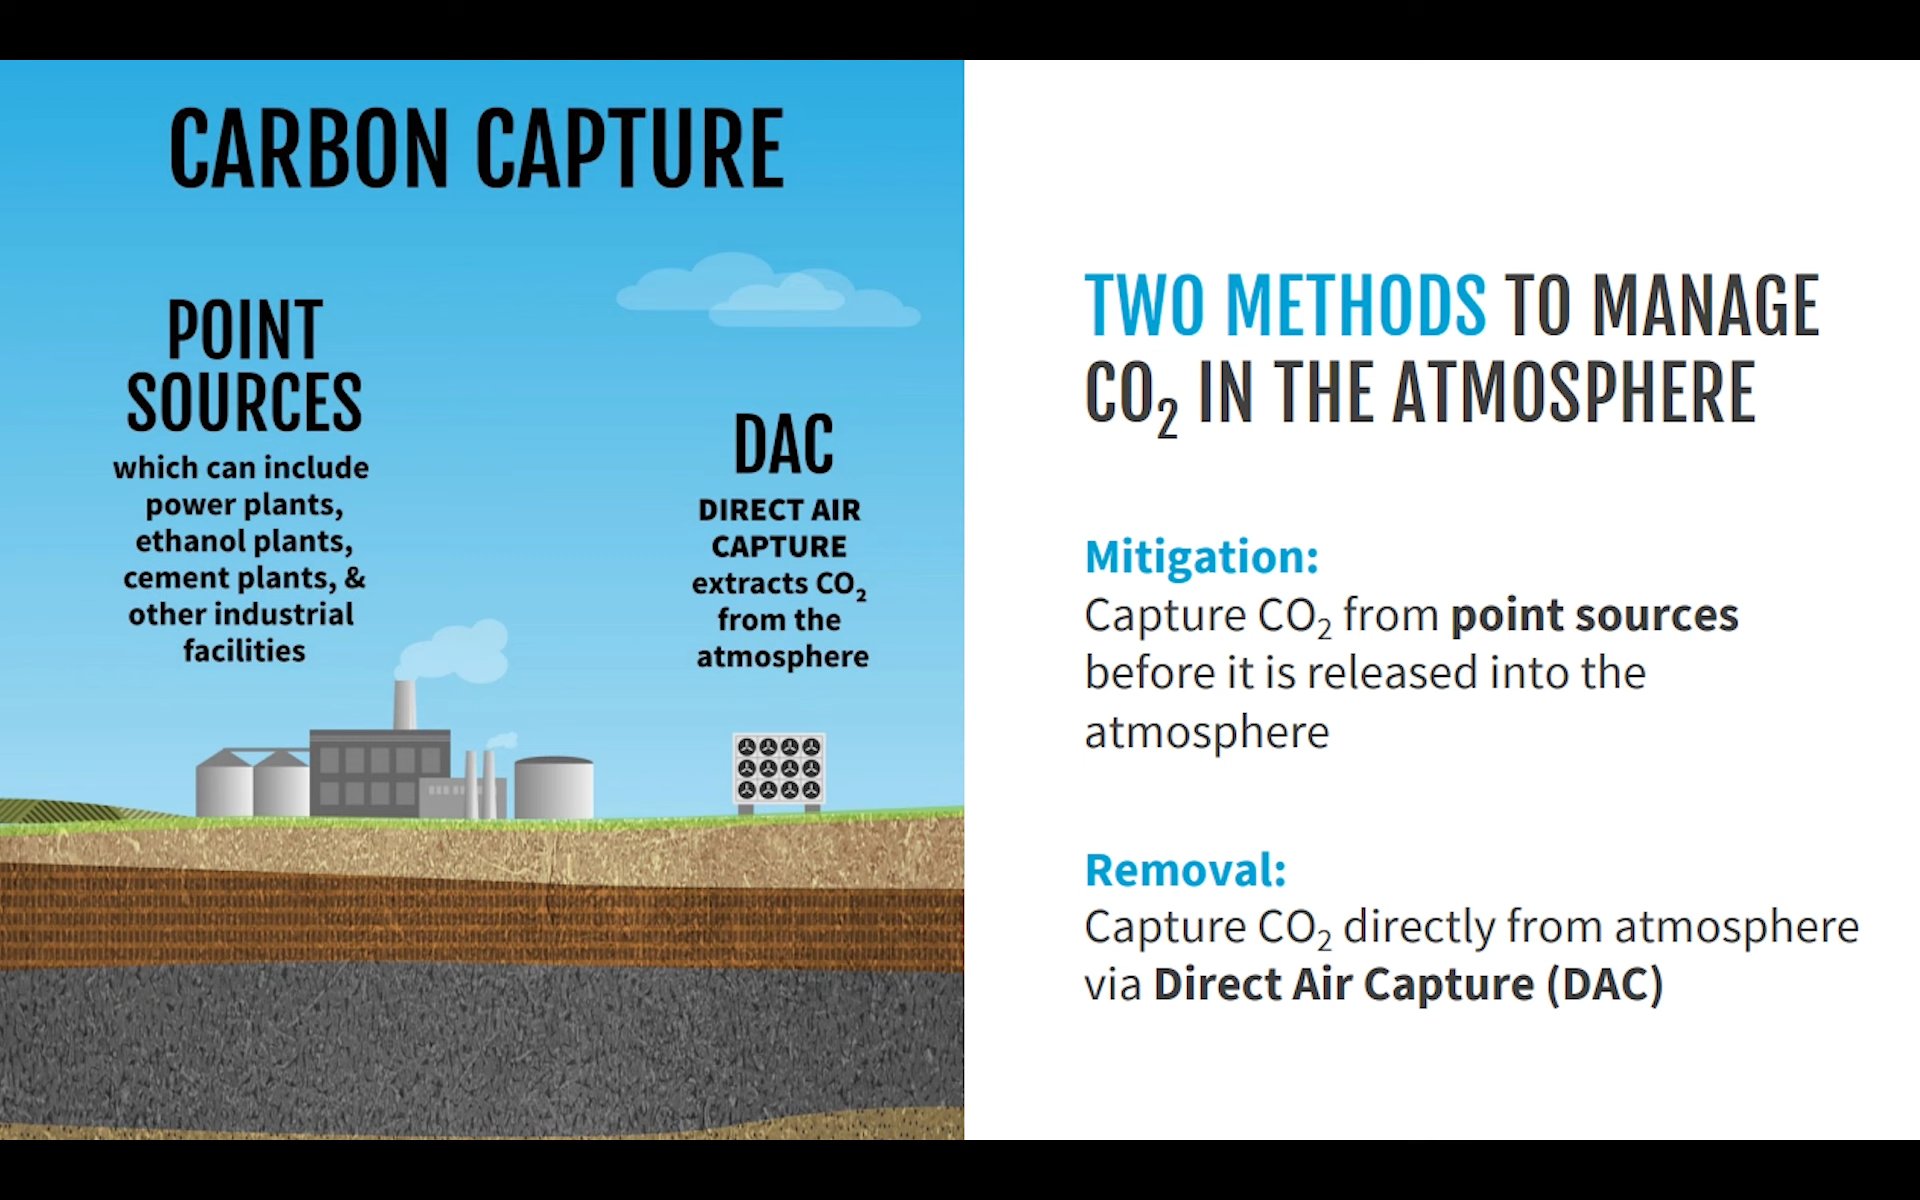 CARBON CAPTURE
POINT
SOURCES
which can include
power plants,
ethanol plants,
cement plants, &
other industrial
facilities
DAC
DIRECT AIR
CAPTURE
extracts CO₂
from the
atmosphere
TWO METHODS TO MANAGE
CO₂ IN THE ATMOSPHERE
Mitigation:
Capture CO₂ from point sources
before it is released into the
atmosphere
Removal:
Capture CO₂ directly from atmosphere
via Direct Air Capture (DAC)